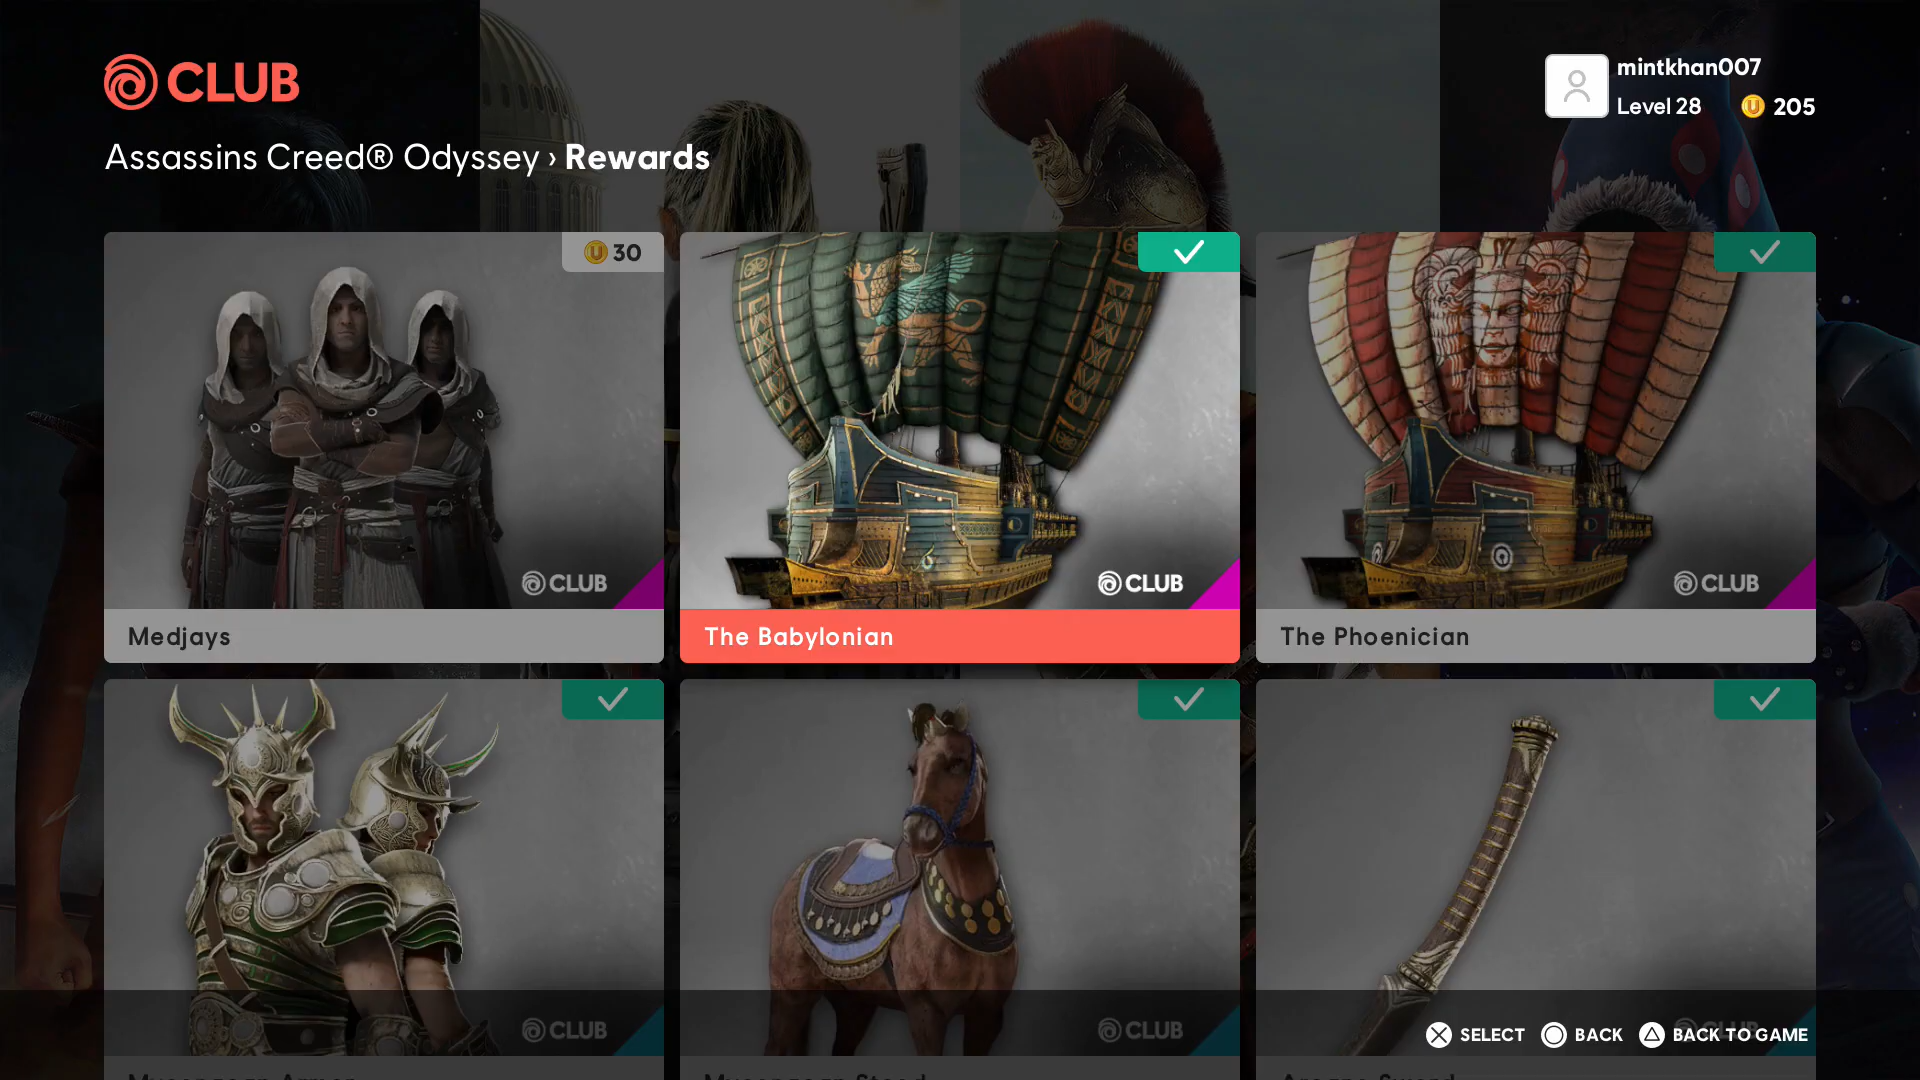 CLUB
mintkhan007
Level 28
205
Assassins Creed® Odyssey › Rewards
30
CLUB
CLUB
CLUB
Medjays
The Babylonian
The Phoenician
CLUB
CLUB
CLUB
SELECT
BACK
BACK TO GAME